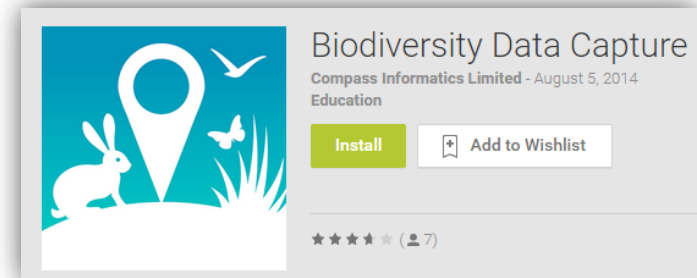 Biodiversity Data Capture
Compass Informatics Limited - August 5, 2014
Education
Install
Add to Wishlist
(7)